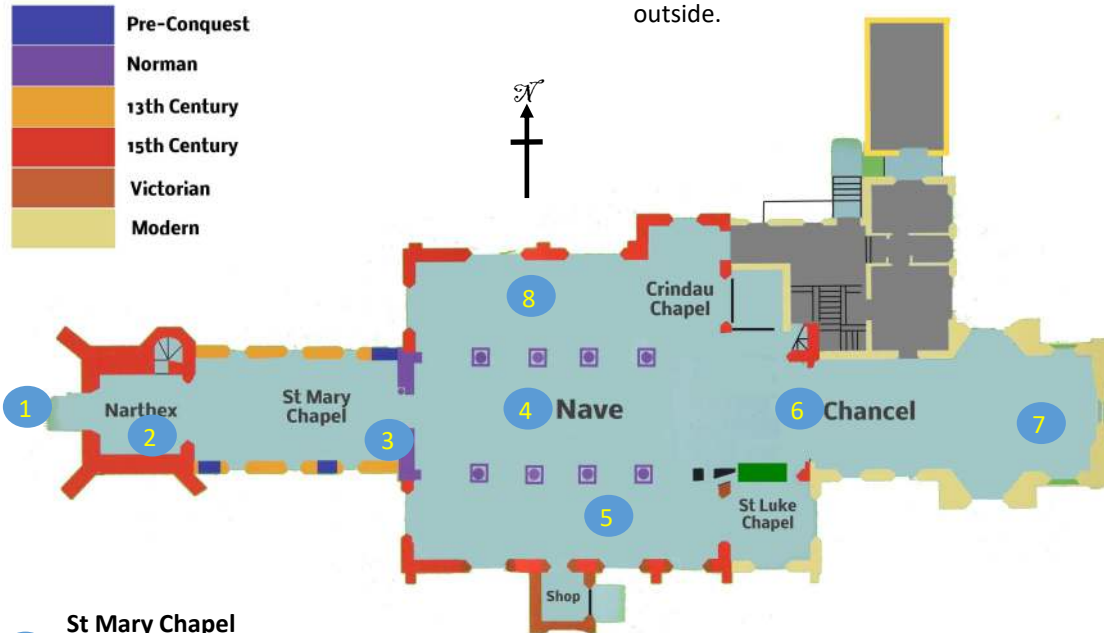 outside.
Pre-Conquest
Norman
13th Century
15th Century
Victorian
Modern
N
Crindau
Chapel
8
St Mary
Chapel
Narthex
1
2
3
4
Nave
6
Chancel
7
5
St Luke
Chapel
Shop
St Mary Chapel